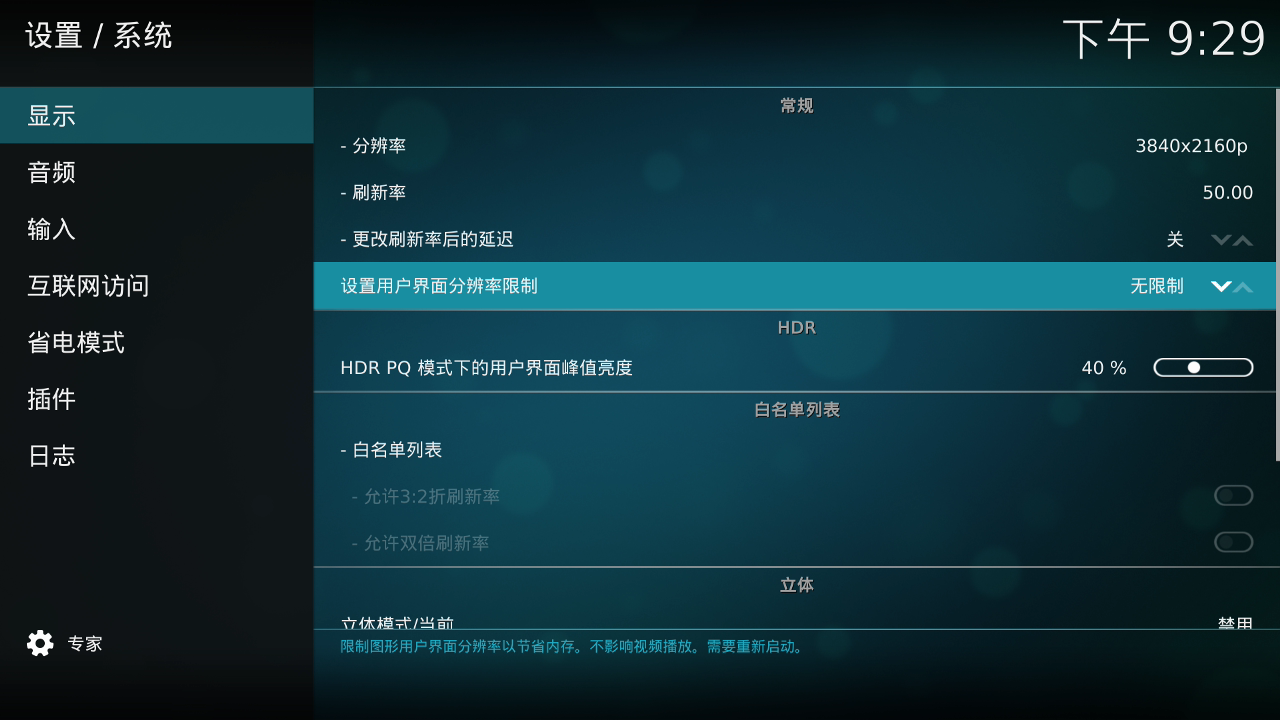 设置 / 系统
下午 9:29
显示
音频
输入
互联网访问
省电模式
插件
日志
专家
常规
- 分辨率 3840x2160p
- 刷新率 50.00
- 更改刷新率后的延迟 关
设置用户界面分辨率限制 无限制
HDR
HDR PQ 模式下的用户界面峰值亮度 40 %
白名单列表
- 白名单列表
- 允许3:2折刷新率
- 允许双倍刷新率
立体
立体模式/当前 禁用
限制图形用户界面分辨率以节省内存。不影响视频播放。需要重新启动。